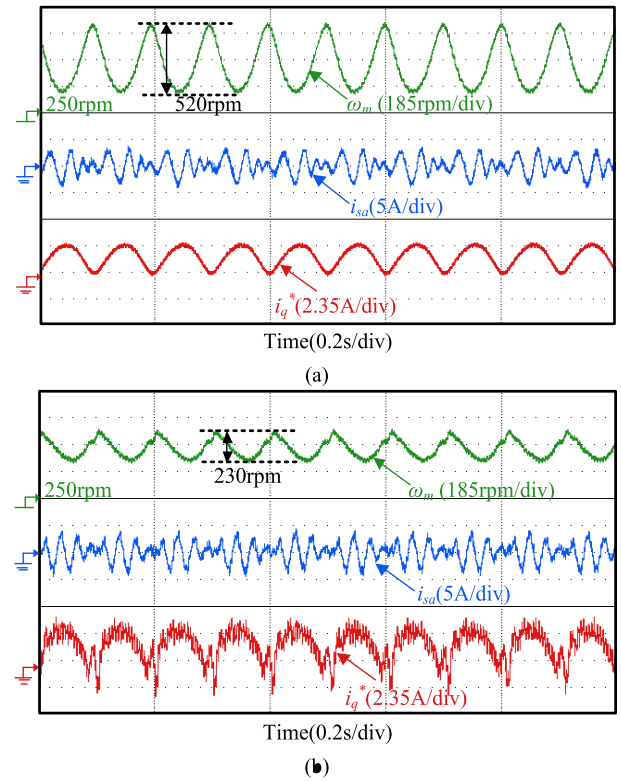 250rpm
520rpm
ωm (185rpm/div)
isa(5A/div)
iq*(2.35A/div)
Time(0.2s/div)
(a)
230rpm
250rpm
ωm (185rpm/div)
isa(5A/div)
iq*(2.35A/div)
Time(0.2s/div)
(b)